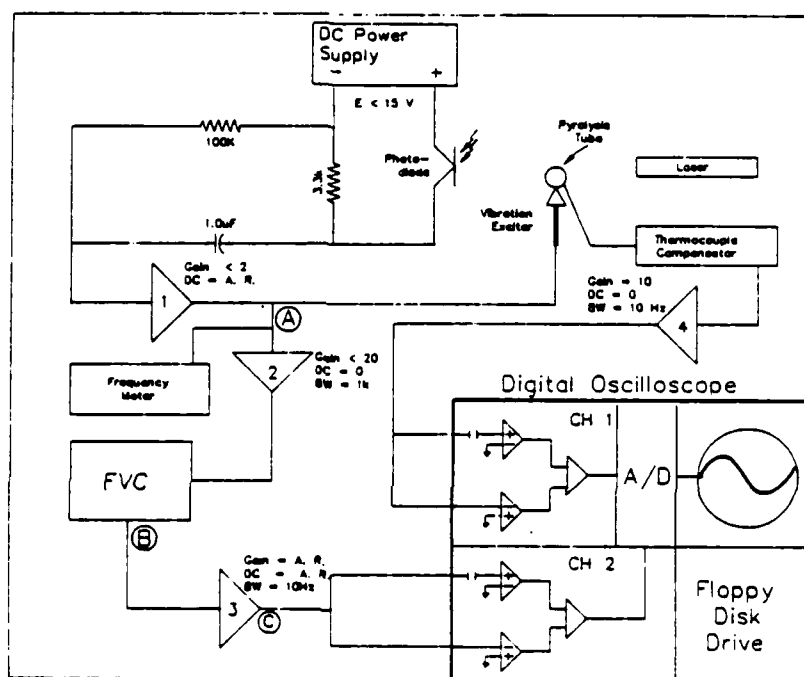 DC Power
Supply
- +
E < 15 V
100K
3.3k
Photo-
diode
1.0uF
Pyrolysis
Tube
Laser
Vibration
Exciter
Thermocouple
Compensator
Gain < 2
DC = A. R.
1
A
Gain = 10
DC = 0
BW = 10 Hz
4
Frequency
Meter
2
Gain < 20
DC = 0
BW = 1k
Digital Oscilloscope
CH 1
A/D
FVC
B
Gain = A. R.
DC = A. R.
BW = 10Hz
3
C
CH 2
Floppy
Disk
Drive